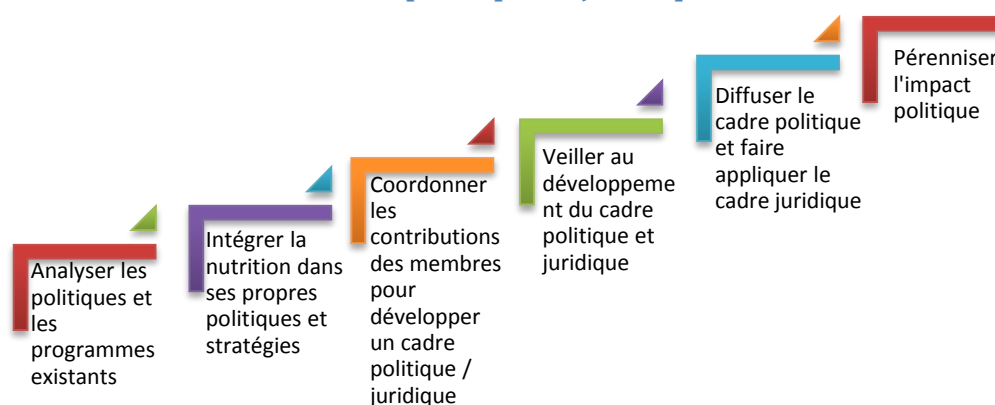 Analyser les
politiques et
les
programmes
existants
Intégrer la
nutrition dans
ses propres
politiques et
stratégies
Coordonner
les
contributions
des membres
pour
développer
un cadre
politique /
juridique
Veiller au
développeme
nt du cadre
politique et
juridique
Diffuser le
cadre politique
et faire
appliquer le
cadre juridique
Pérenniser
l'impact
politique